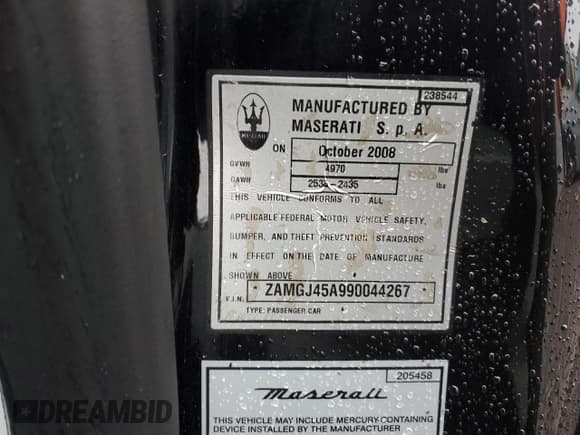 238544
MANUFACTURED BY
MASERATI S. p. A.
ON October 2008
GVWR 4970 lbs
GAWR 2535 - 2435 lbs
THIS VEHICLE CONFORMS TO ALL
APPLICABLE FEDERAL MOTOR VEHICLE SAFETY,
BUMPER, AND THEFT PREVENTION STANDARDS
IN EFFECT ON THE DATE OF MANUFACTURE
SHOWN ABOVE
V.I.N. ZAMGJ45A990044267
TYPE: PASSENGER CAR
205458
Maserati
THIS VEHICLE MAY INCLUDE MERCURY-CONTAINING
DEVICE INSTALLED BY THE MANUFACTURER
DREAMBID